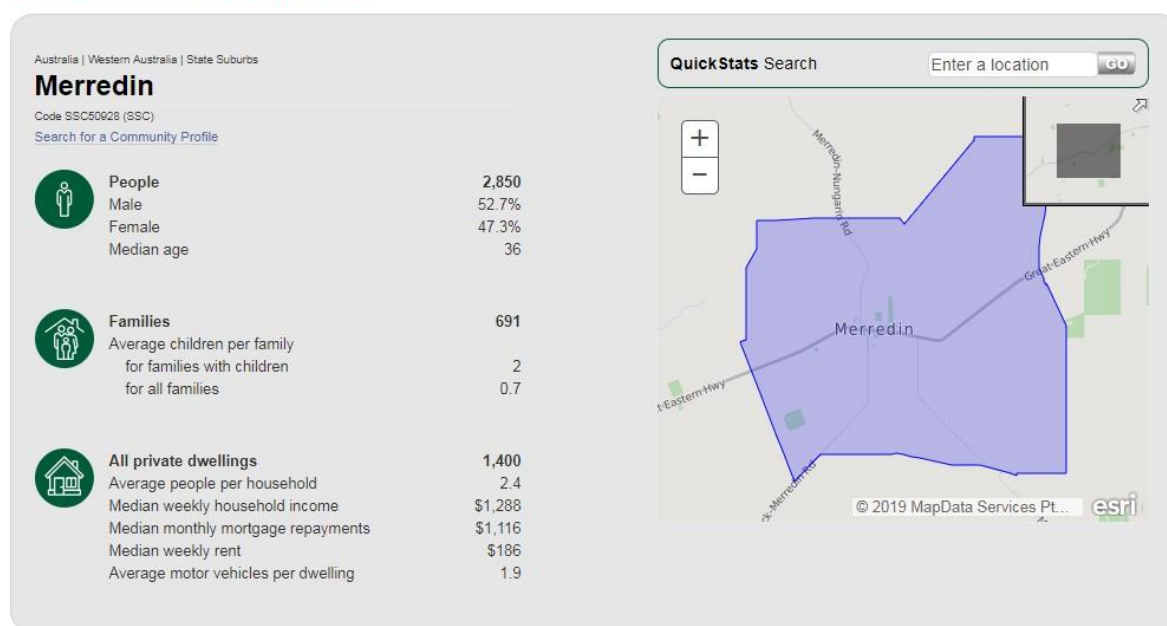 Australia | Western Australia | State Suburbs
Merredin
Code SSC50928 (SSC)
Search for a Community Profile
People 2,850
Male 52.7%
Female 47.3%
Median age 36
Families 691
Average children per family
for families with children 2
for all families 0.7
All private dwellings 1,400
Average people per household 2.4
Median weekly household income $1,288
Median monthly mortgage repayments $1,116
Median weekly rent $186
Average motor vehicles per dwelling 1.9
QuickStats Search Enter a location GO
+
−
Merredin-Nungarin Rd
Great Eastern Hwy
Merredin
t-Eastern Hwy
k-Merredin Rd
© 2019 MapData Services Pt... esri